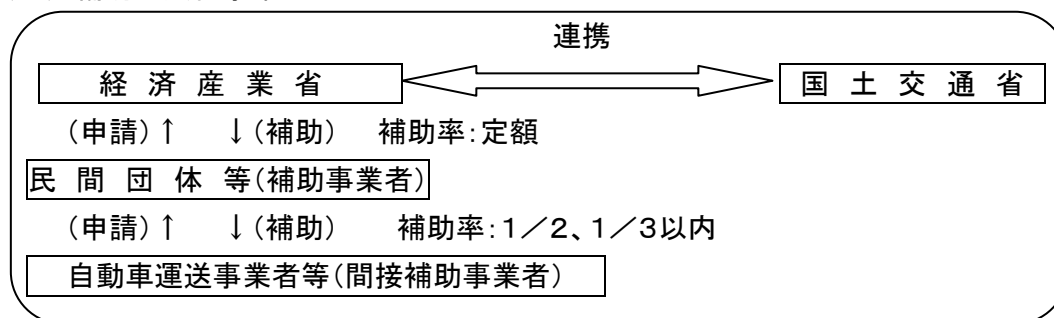 連携
経 済 産 業 省 国 土 交 通 省
(申請)↑ ↓(補助) 補助率:定額
民 間 団 体 等(補助事業者)
(申請)↑ ↓(補助) 補助率:1/2、1/3以内
自動車運送事業者等(間接補助事業者)